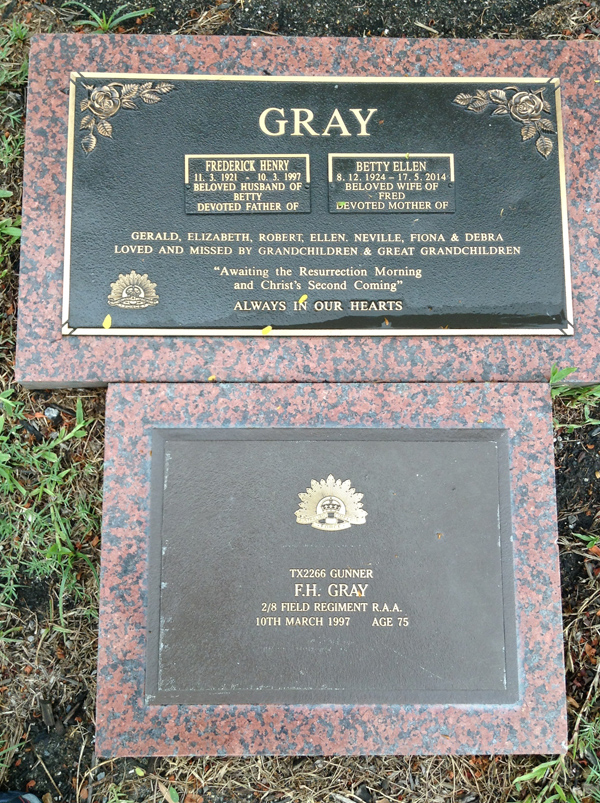 GRAY
FREDERICK HENRY
11. 3. 1921 - 10. 3. 1997
BELOVED HUSBAND OF
BETTY
DEVOTED FATHER OF
BETTY ELLEN
8. 12. 1924 – 17. 5. 2014
BELOVED WIFE OF
FRED
DEVOTED MOTHER OF
GERALD, ELIZABETH, ROBERT, ELLEN. NEVILLE, FIONA & DEBRA
LOVED AND MISSED BY GRANDCHILDREN & GREAT GRANDCHILDREN
“Awaiting the Resurrection Morning
and Christ's Second Coming”
ALWAYS IN OUR HEARTS
TX2266 GUNNER
F.H. GRAY
2/8 FIELD REGIMENT R.A.A.
10TH MARCH 1997 AGE 75